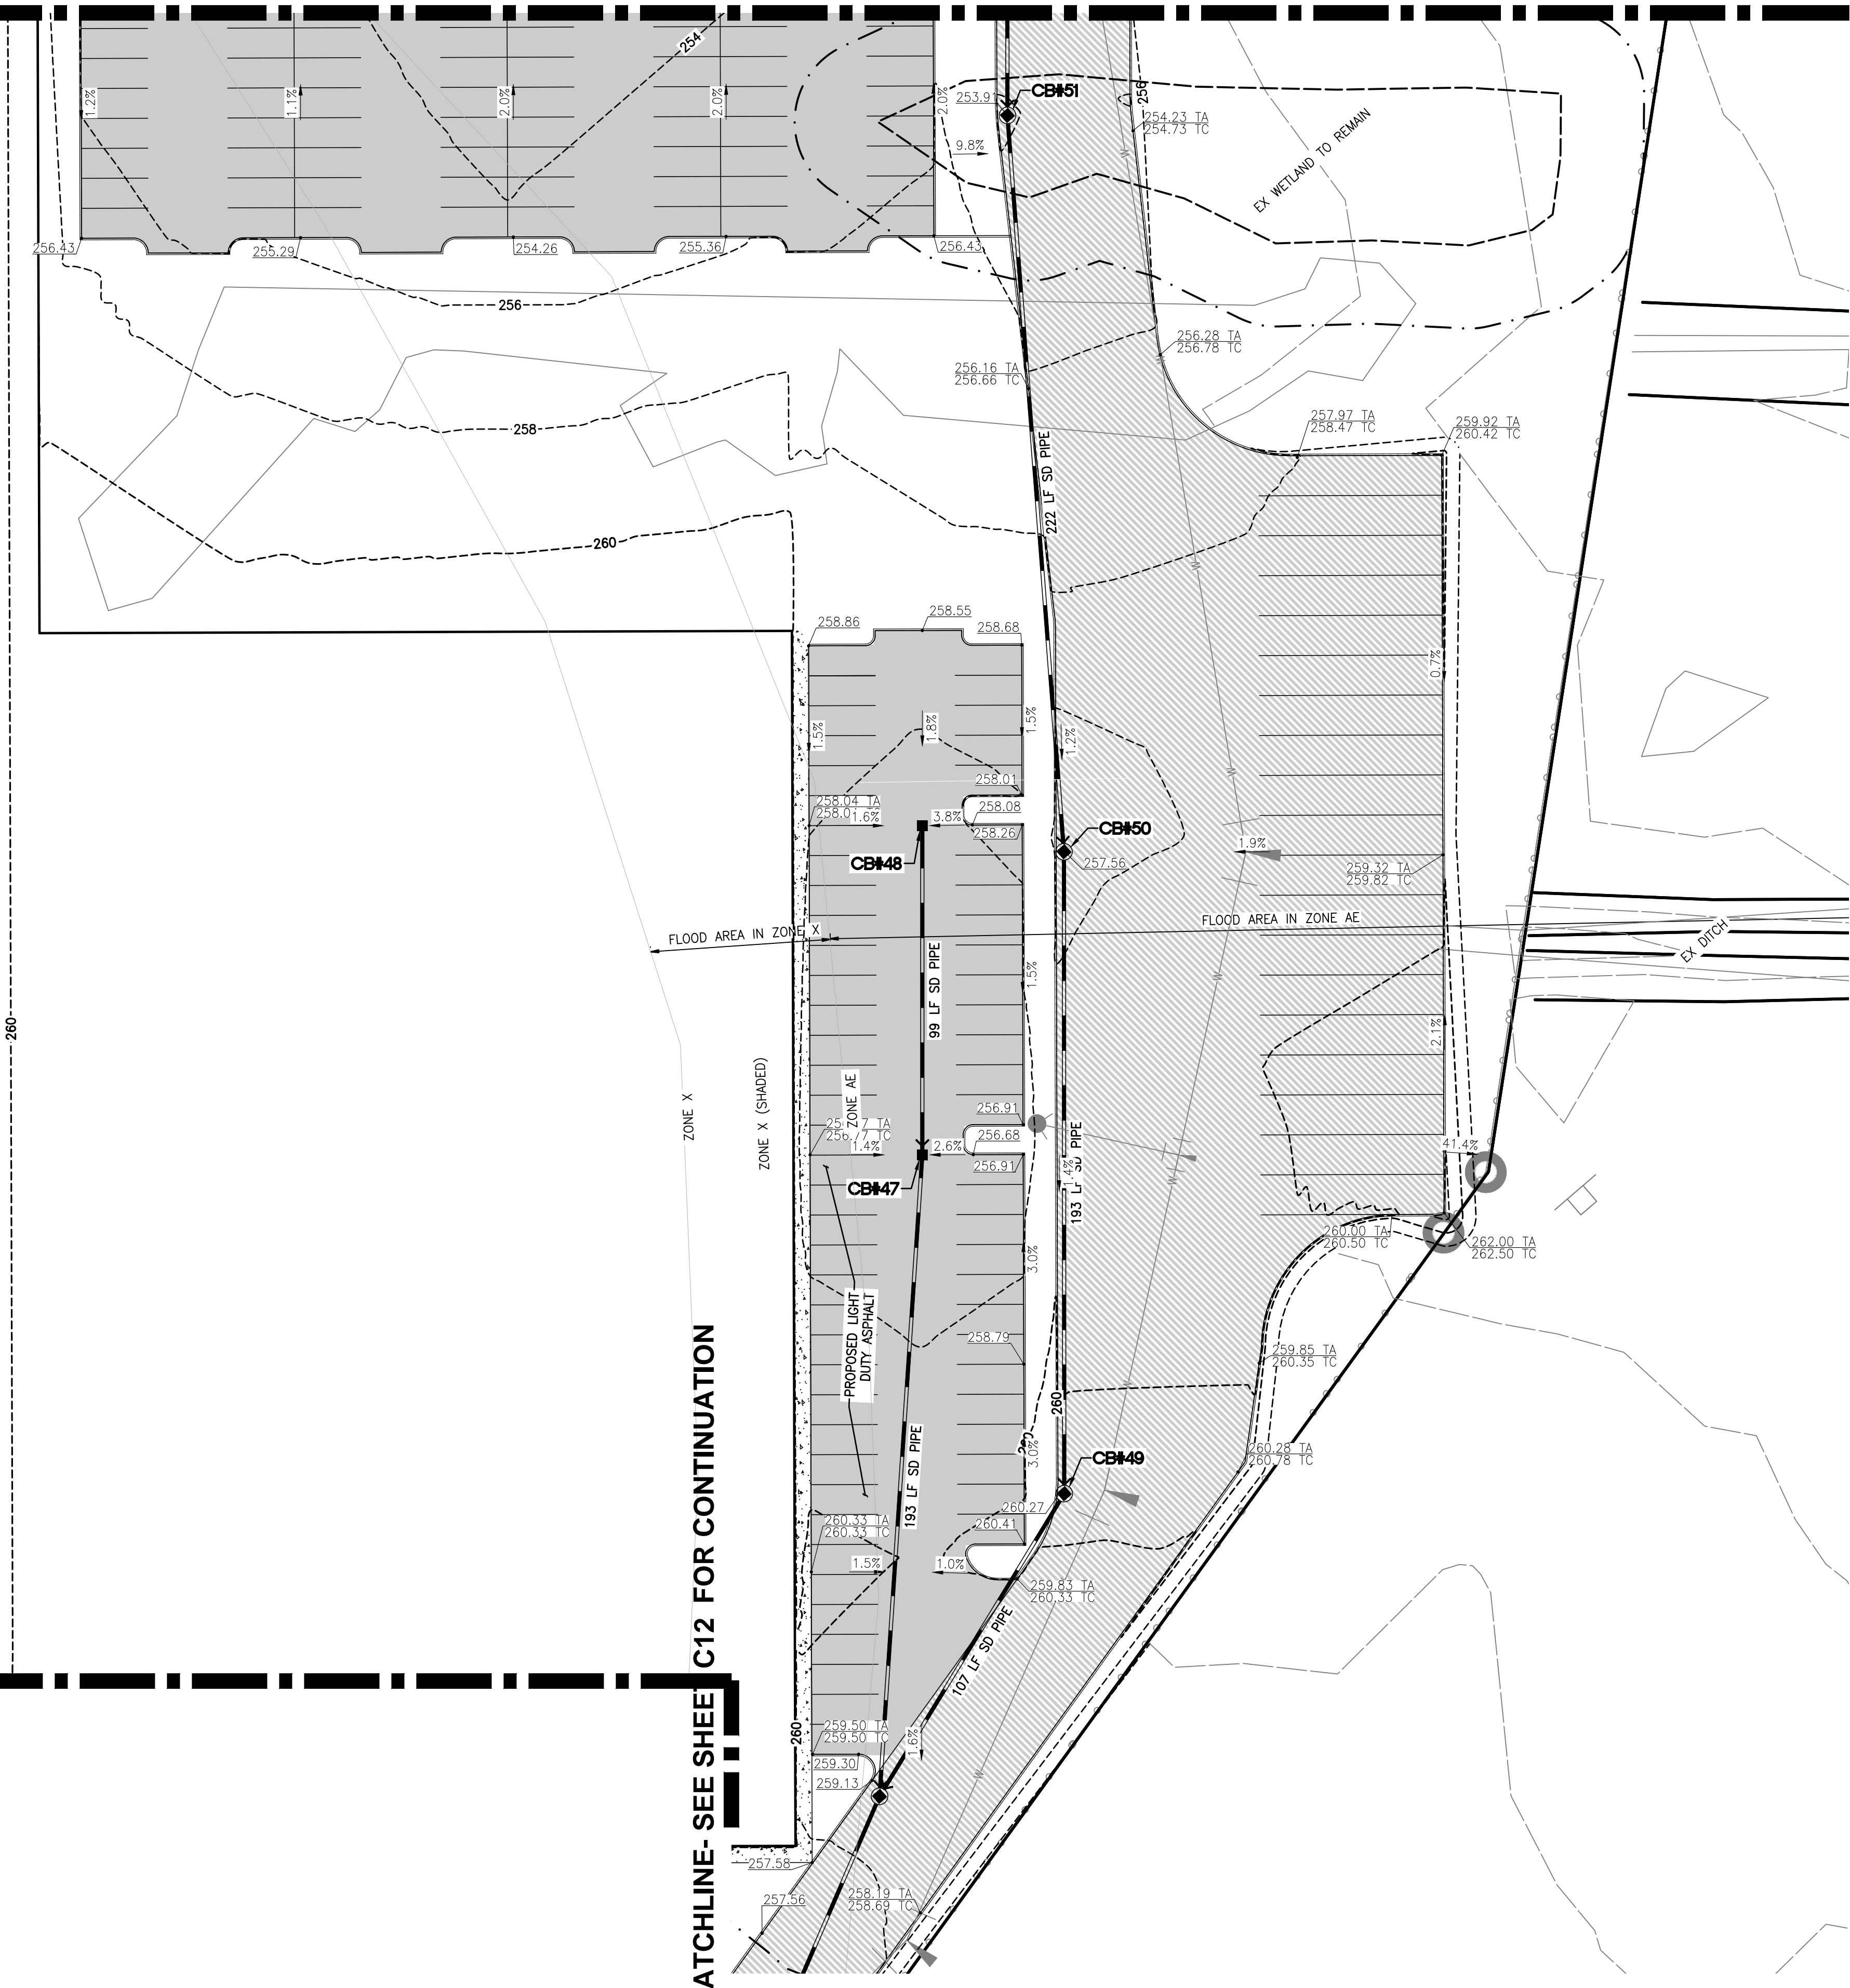 254
1.2%
1.1%
2.0%
2.0%
2.0%
253.91
CB#51
256
254.23 TA
254.73 TC
9.8%
EX WETLAND TO REMAIN
256.43
255.29
254.26
255.36
256.43
256
256.28 TA
256.78 TC
256.16 TA
256.66 TC
258
257.97 TA
258.47 TC
259.92 TA
260.42 TC
222 LF SD PIPE
260
258.86
258.55
258.68
0.7%
1.5%
1.8%
1.5%
1.2%
258.01
258.04 TA
1.6%
3.8%
258.08
258.26
CB#48
CB#50
257.56
1.9%
259.32 TA
259.82 TC
FLOOD AREA IN ZONE X
FLOOD AREA IN ZONE AE
EX DITCH
99 LF SD PIPE
1.5%
260
2.1%
ZONE X
ZONE X (SHADED)
ZONE AE
256.91
256.77 TC
1.4%
2.6%
256.68
256.91
CB#47
193 LF SD PIPE
1.4%
41.4%
260.00 TA
260.50 TC
262.00 TA
262.50 TC
3.0%
PROPOSED LIGHT
DUTY ASPHALT
258.79
259.85 TA
260.35 TC
260
3.0%
260.28 TA
260.78 TC
CB#49
193 LF SD PIPE
260.27
260.41
260.33 TA
260.33 TC
1.5%
1.0%
259.83 TA
260.33 TC
107 LF SD PIPE
260
259.50 TA
259.50 TC
1.6%
259.30
259.13
257.58
257.56
258.19 TA
258.69 TC
ATCHLINE- SEE SHEET C12 FOR CONTINUATION